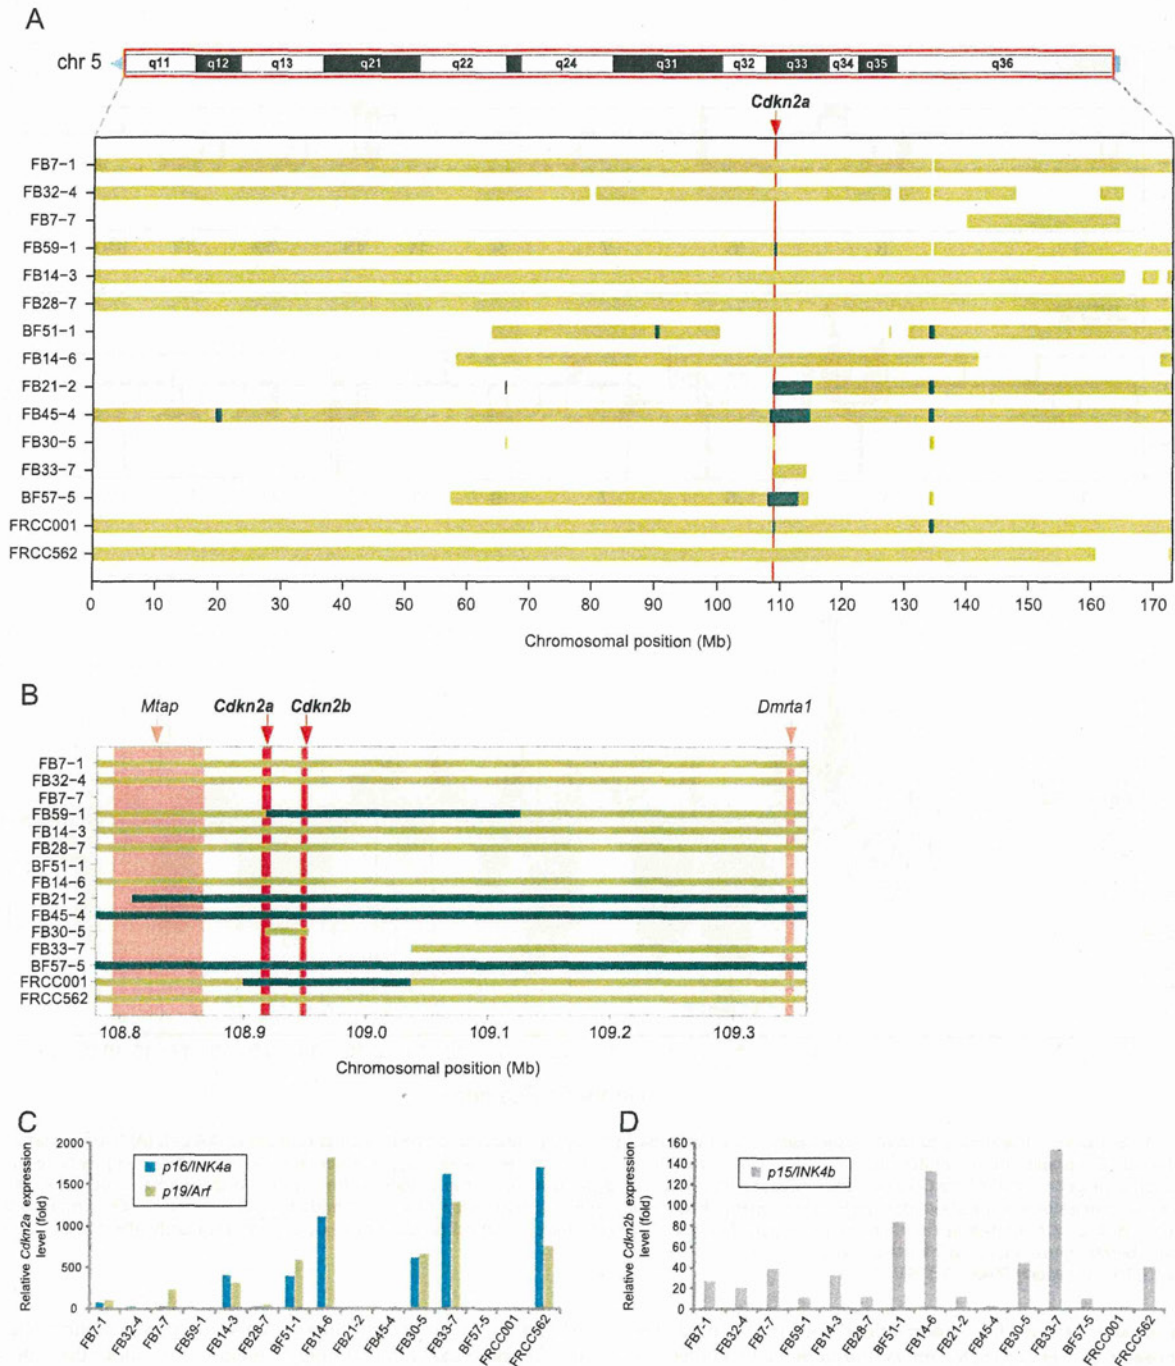 A
chr 5 q11 q12 q13 q21 q22 q24 q31 q32 q33 q34 q35 q36
Cdkn2a
FB7-1
FB32-4
FB7-7
FB59-1
FB14-3
FB28-7
BF51-1
FB14-6
FB21-2
FB45-4
FB30-5
FB33-7
BF57-5
FRCC001
FRCC562
0 10 20 30 40 50 60 70 80 90 100 110 120 130 140 150 160 170
Chromosomal position (Mb)
B
Mtap Cdkn2a Cdkn2b Dmrta1
FB7-1
FB32-4
FB7-7
FB59-1
FB14-3
FB28-7
BF51-1
FB14-6
FB21-2
FB45-4
FB30-5
FB33-7
BF57-5
FRCC001
FRCC562
108.8 108.9 109.0 109.1 109.2 109.3
Chromosomal position (Mb)
C
Relative Cdkn2a expression
level (fold)
2000
1500
1000
500
0
p16/INK4a
p19/Arf
FB7-1 FB32-4 FB7-7 FB59-1 FB14-3 FB28-7 BF51-1 FB14-6 FB21-2 FB45-4 FB30-5 FB33-7 BF57-5 FRCC001 FRCC562
D
Relative Cdkn2b expression
level (fold)
160
140
120
100
80
60
40
20
0
p15/INK4b
FB7-1 FB32-4 FB7-7 FB59-1 FB14-3 FB28-7 BF51-1 FB14-6 FB21-2 FB45-4 FB30-5 FB33-7 BF57-5 FRCC001 FRCC562